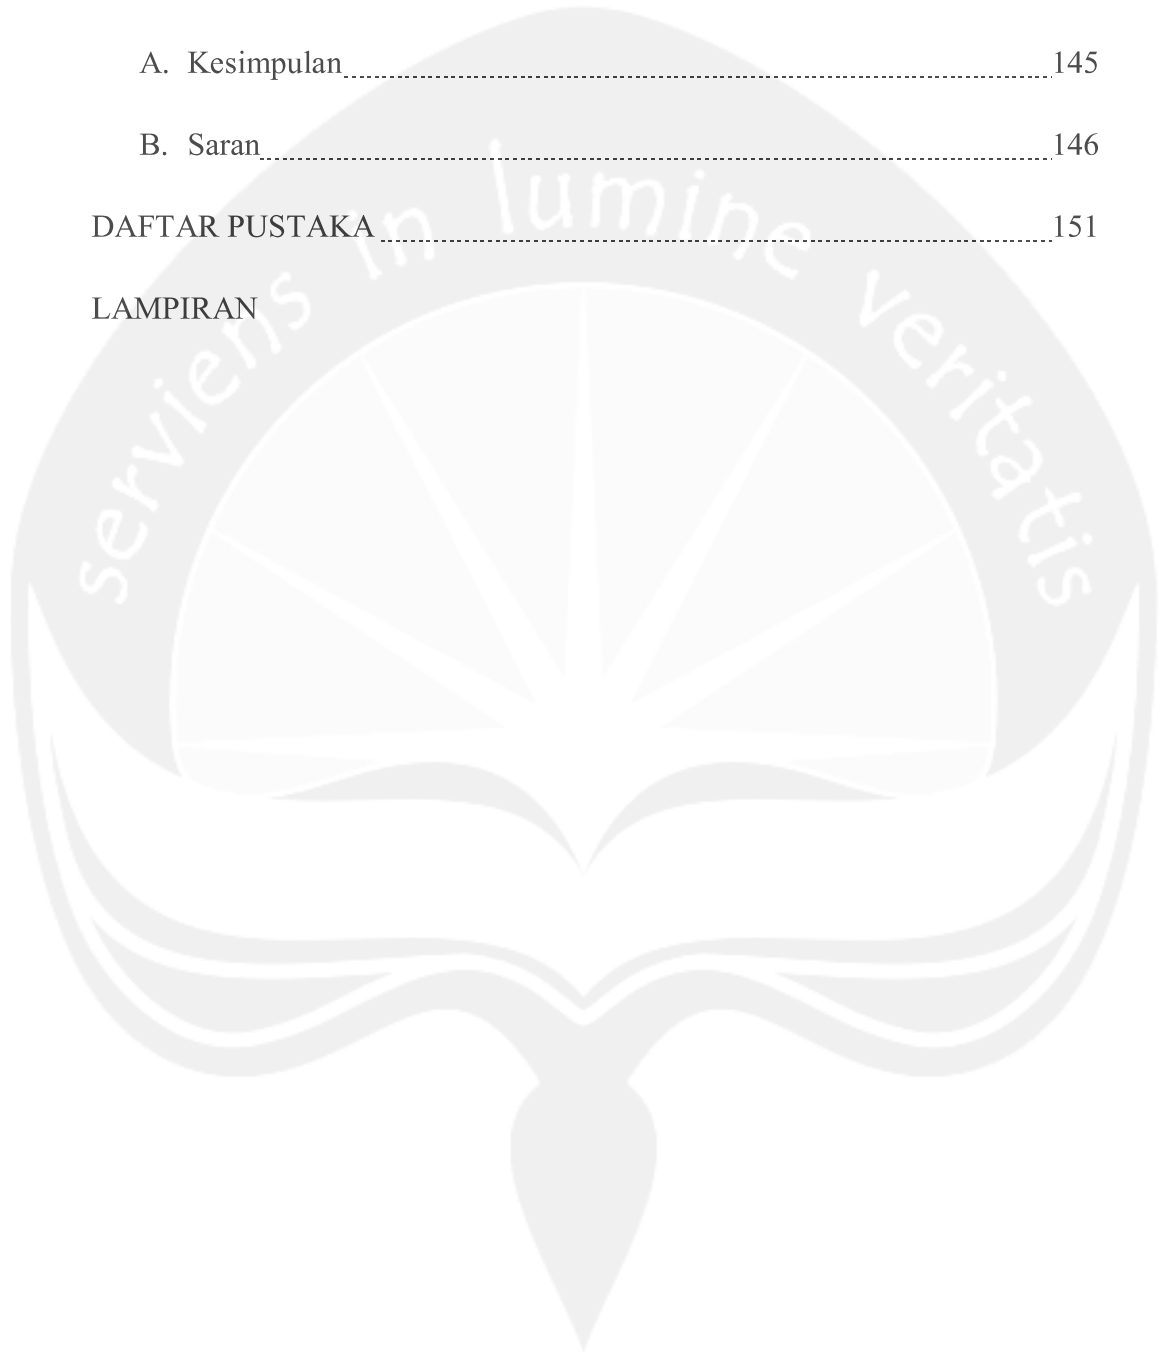 A. Kesimpulan 145
B. Saran 146
DAFTAR PUSTAKA 151
LAMPIRAN
serviens in lumine veritatis